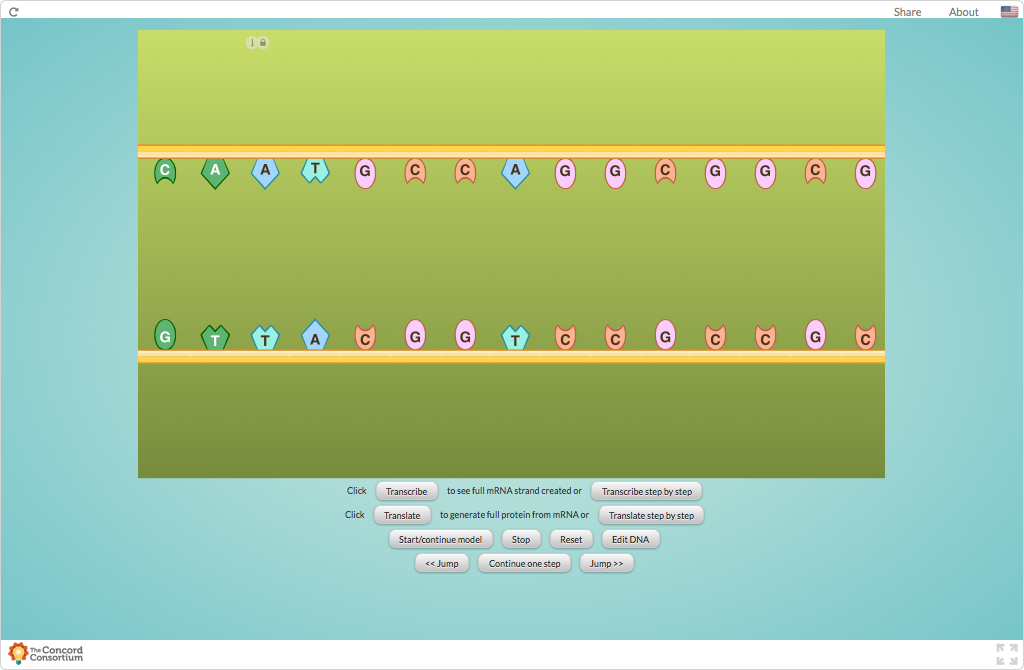 Share About
C A A T G C C A G G C G G C G
G T T A C G G T C C G C C G C
Click Transcribe to see full mRNA strand created or Transcribe step by step
Click Translate to generate full protein from mRNA or Translate step by step
Start/continue model Stop Reset Edit DNA
<< Jump Continue one step Jump >>
The Concord
Consortium